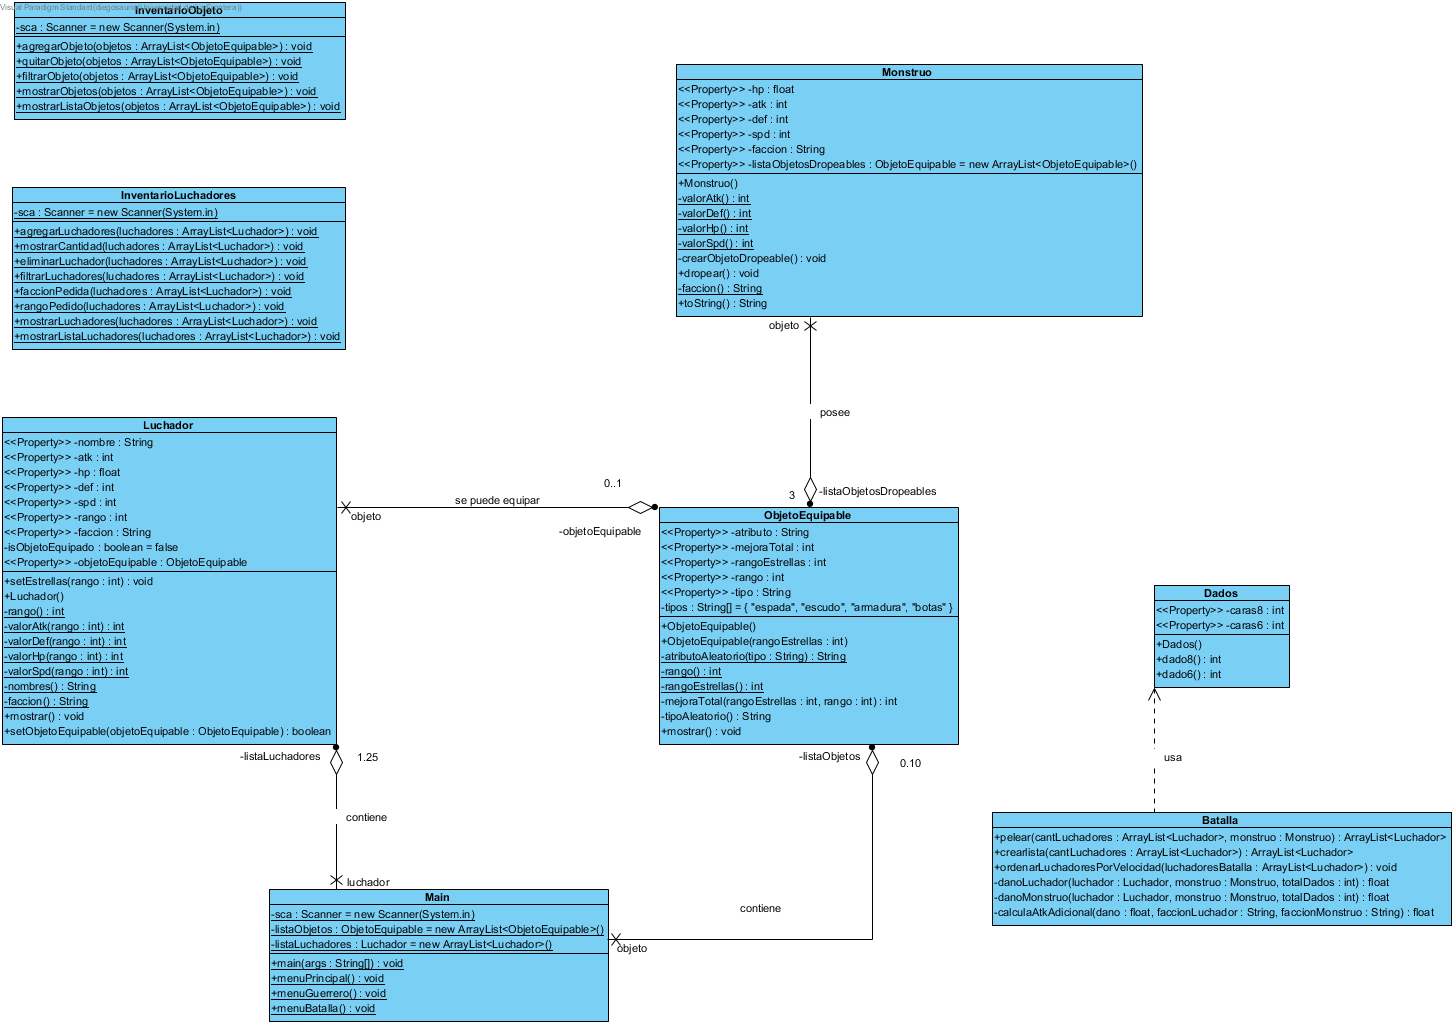 Visual Paradigm Standard(diegosaurio(
InventarioObjeto
-sca : Scanner = new Scanner(System.in)
+agregarObjeto(objetos : ArrayList<ObjetoEquipable>) : void
+quitarObjeto(objetos : ArrayList<ObjetoEquipable>) : void
+filtrarObjeto(objetos : ArrayList<ObjetoEquipable>) : void
+mostrarObjetos(objetos : ArrayList<ObjetoEquipable>) : void
+mostrarListaObjetos(objetos : ArrayList<ObjetoEquipable>) : void
Monstruo
<<Property>> -hp : float
<<Property>> -atk : int
<<Property>> -def : int
<<Property>> -spd : int
<<Property>> -faccion : String
<<Property>> -listaObjetosDropeables : ObjetoEquipable = new ArrayList<ObjetoEquipable>()
+Monstruo()
-valorAtk() : int
-valorDef() : int
-valorHp() : int
-valorSpd() : int
-crearObjetoDropeable() : void
+dropear() : void
-faccion() : String
+toString() : String
InventarioLuchadores
-sca : Scanner = new Scanner(System.in)
+agregarLuchadores(luchadores : ArrayList<Luchador>) : void
+mostrarCantidad(luchadores : ArrayList<Luchador>) : void
+eliminarLuchador(luchadores : ArrayList<Luchador>) : void
+filtrarLuchadores(luchadores : ArrayList<Luchador>) : void
+faccionPedida(luchadores : ArrayList<Luchador>) : void
+rangoPedido(luchadores : ArrayList<Luchador>) : void
+mostrarLuchadores(luchadores : ArrayList<Luchador>) : void
+mostrarListaLuchadores(luchadores : ArrayList<Luchador>) : void
objeto
posee
3
-listaObjetosDropeables
Luchador
<<Property>> -nombre : String
<<Property>> -atk : int
<<Property>> -hp : float
<<Property>> -def : int
<<Property>> -spd : int
<<Property>> -rango : int
<<Property>> -faccion : String
-isObjetoEquipado : boolean = false
<<Property>> -objetoEquipable : ObjetoEquipable
+setEstrellas(rango : int) : void
+Luchador()
-rango() : int
-valorAtk(rango : int) : int
-valorDef(rango : int) : int
-valorHp(rango : int) : int
-valorSpd(rango : int) : int
-nombres() : String
-faccion() : String
+mostrar() : void
+setObjetoEquipable(objetoEquipable : ObjetoEquipable) : boolean
0..1
se puede equipar
objeto
-objetoEquipable
ObjetoEquipable
<<Property>> -atributo : String
<<Property>> -mejoraTotal : int
<<Property>> -rangoEstrellas : int
<<Property>> -rango : int
<<Property>> -tipo : String
-tipos : String[] = { "espada", "escudo", "armadura", "botas" }
+ObjetoEquipable()
+ObjetoEquipable(rangoEstrellas : int)
-atributoAleatorio(tipo : String) : String
-rango() : int
-rangoEstrellas() : int
-mejoraTotal(rangoEstrellas : int, rango : int) : int
-tipoAleatorio() : String
+mostrar() : void
Dados
<<Property>> -caras8 : int
<<Property>> -caras6 : int
+Dados()
+dado8() : int
+dado6() : int
usa
-listaLuchadores
1.25
contiene
luchador
-listaObjetos
0.10
contiene
objeto
Batalla
+pelear(cantLuchadores : ArrayList<Luchador>, monstruo : Monstruo) : ArrayList<Luchador>
+crearlista(cantLuchadores : ArrayList<Luchador>) : ArrayList<Luchador>
+ordenarLuchadoresPorVelocidad(luchadoresBatalla : ArrayList<Luchador>) : void
-danoLuchador(luchador : Luchador, monstruo : Monstruo, totalDados : int) : float
-danoMonstruo(luchador : Luchador, monstruo : Monstruo, totalDados : int) : float
-calculaAtkAdicional(dano : float, faccionLuchador : String, faccionMonstruo : String) : float
Main
-sca : Scanner = new Scanner(System.in)
-listaObjetos : ObjetoEquipable = new ArrayList<ObjetoEquipable>()
-listaLuchadores : Luchador = new ArrayList<Luchador>()
+main(args : String[]) : void
+menuPrincipal() : void
+menuGuerrero() : void
+menuBatalla() : void